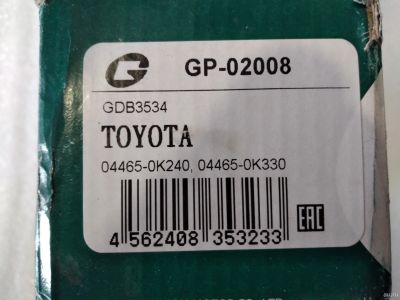 G GP-02008
GDB3534
TOYOTA
04465-0K240, 04465-0K330
4 562408 353233
EAC